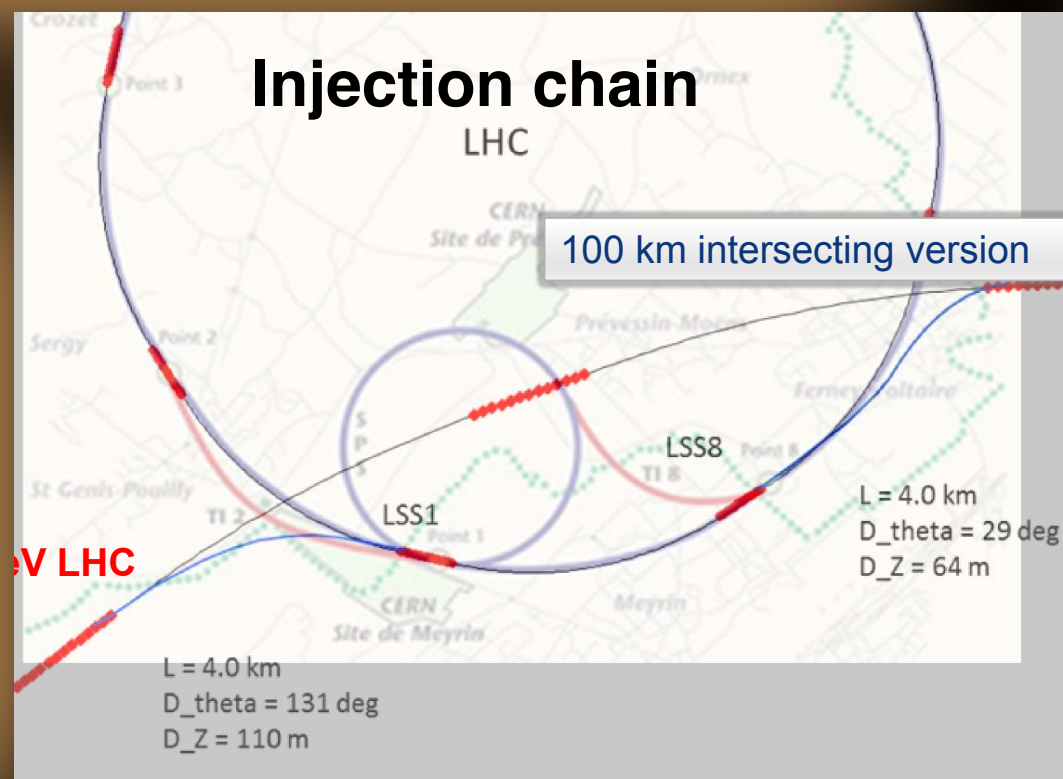 Crozet
Point 3
Injection chain
Ornex
LHC
CERN
Site de Pré
100 km intersecting version
Sergy
Point 2
Prévessin-Moëns
Ferney-Voltaire
S
P
S
LSS8
Point 8
TI 8
St Genis-Pouilly
TI 2
LSS1
Point 1
L = 4.0 km
D_theta = 29 deg
D_Z = 64 m
eV LHC
CERN
Site de Meyrin
Meyrin
L = 4.0 km
D_theta = 131 deg
D_Z = 110 m